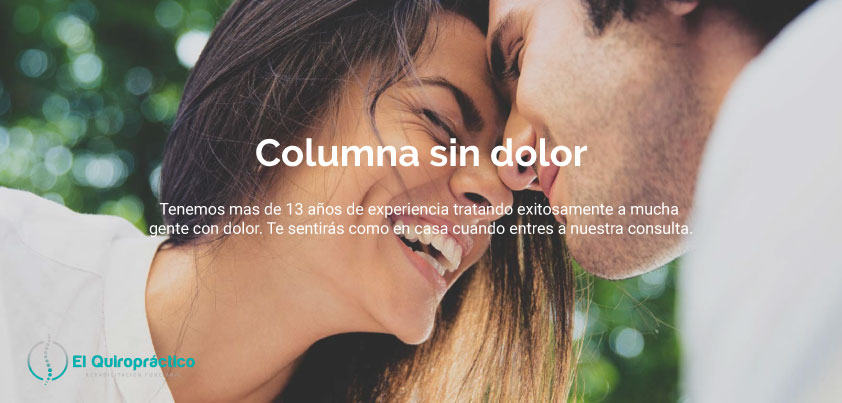 Columna sin dolor
Tenemos mas de 13 años de experiencia tratando exitosamente a mucha
gente con dolor. Te sentirás como en casa cuando entres a nuestra consulta.
El Quiropráctico